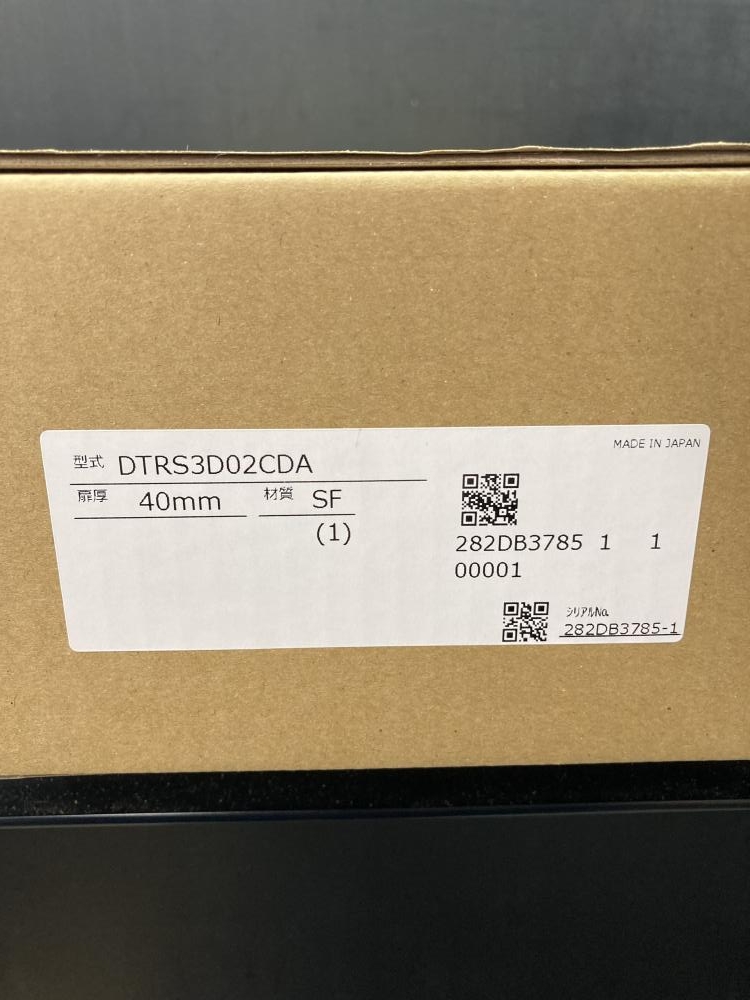 MADE IN JAPAN
型式 DTRS3D02CDA
扉厚 40mm 材質 SF
(1)
282DB3785 1 1
00001
シリアルNo.
282DB3785-1